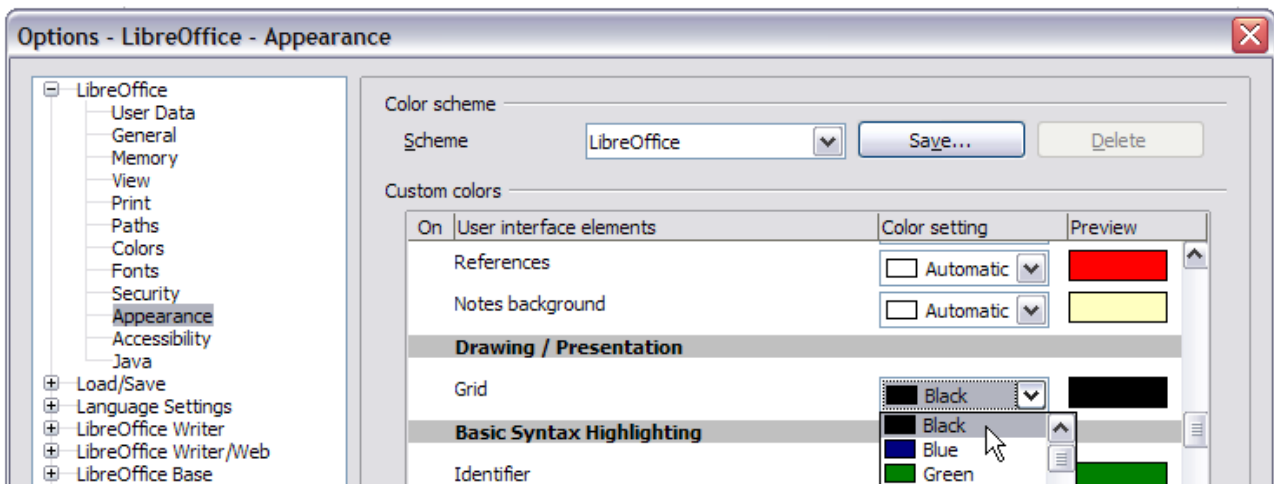 Options - LibreOffice - Appearance
LibreOffice
User Data
General
Memory
View
Print
Paths
Colors
Fonts
Security
Appearance
Accessibility
Java
Load/Save
Language Settings
LibreOffice Writer
LibreOffice Writer/Web
LibreOffice Base
Color scheme
Scheme LibreOffice Save... Delete
Custom colors
On User interface elements Color setting Preview
References Automatic
Notes background Automatic
Drawing / Presentation
Grid Black
Black
Basic Syntax Highlighting
Blue
Identifier Green